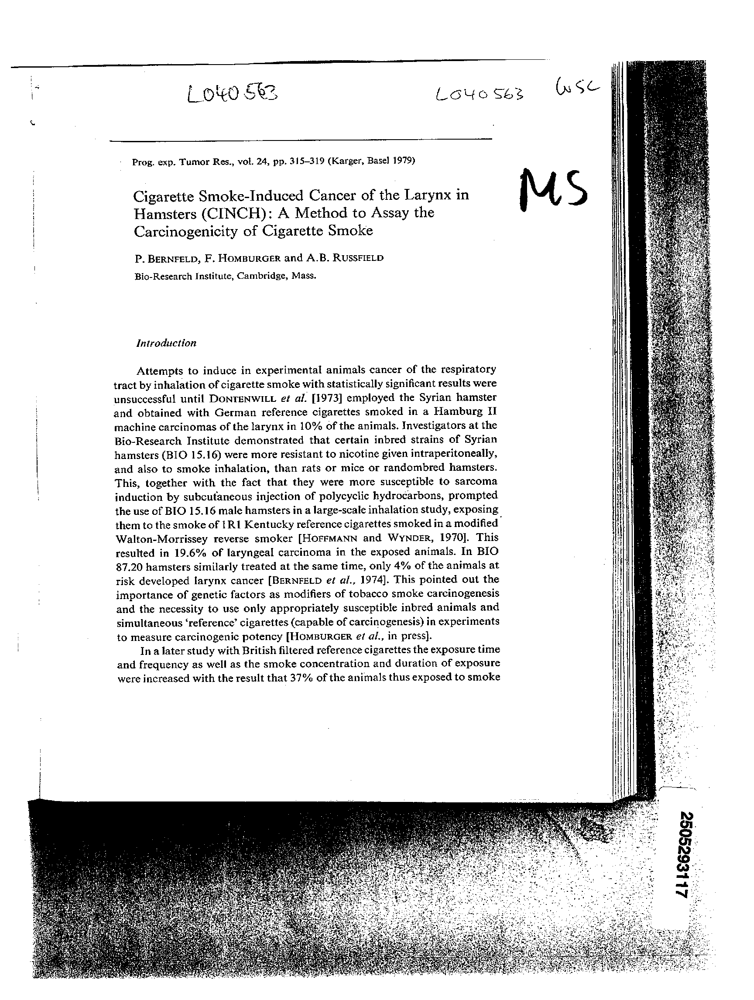 L040563
L040563
WSC
MS
Prog. exp. Tumor Res., vol. 24, pp. 315–319 (Karger, Basel 1979)
Cigarette Smoke-Induced Cancer of the Larynx in
Hamsters (CINCH): A Method to Assay the
Carcinogenicity of Cigarette Smoke
P. BERNFELD, F. HOMBURGER and A.B. RUSSFIELD
Bio-Research Institute, Cambridge, Mass.
Introduction
Attempts to induce in experimental animals cancer of the respiratory
tract by inhalation of cigarette smoke with statistically significant results were
unsuccessful until DONTENWILL et al. [1973] employed the Syrian hamster
and obtained with German reference cigarettes smoked in a Hamburg II
machine carcinomas of the larynx in 10% of the animals. Investigators at the
Bio-Research Institute demonstrated that certain inbred strains of Syrian
hamsters (BIO 15.16) were more resistant to nicotine given intraperitoneally,
and also to smoke inhalation, than rats or mice or randombred hamsters.
This, together with the fact that they were more susceptible to sarcoma
induction by subcutaneous injection of polycyclic hydrocarbons, prompted
the use of BIO 15.16 male hamsters in a large-scale inhalation study, exposing
them to the smoke of 1R1 Kentucky reference cigarettes smoked in a modified
Walton-Morrissey reverse smoker [HOFFMANN and WYNDER, 1970]. This
resulted in 19.6% of laryngeal carcinoma in the exposed animals. In BIO
87.20 hamsters similarly treated at the same time, only 4% of the animals at
risk developed larynx cancer [BERNFELD et al., 1974]. This pointed out the
importance of genetic factors as modifiers of tobacco smoke carcinogenesis
and the necessity to use only appropriately susceptible inbred animals and
simultaneous 'reference' cigarettes (capable of carcinogenesis) in experiments
to measure carcinogenic potency [HOMBURGER et al., in press].
In a later study with British filtered reference cigarettes the exposure time
and frequency as well as the smoke concentration and duration of exposure
were increased with the result that 37% of the animals thus exposed to smoke
2505293117